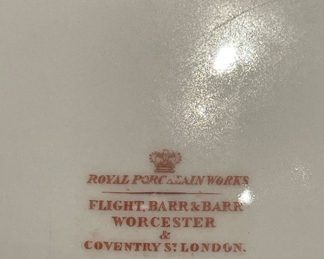 ROYAL PORCELAIN WORKS
FLIGHT, BARR & BARR
WORCESTER
&
COVENTRY ST LONDON.